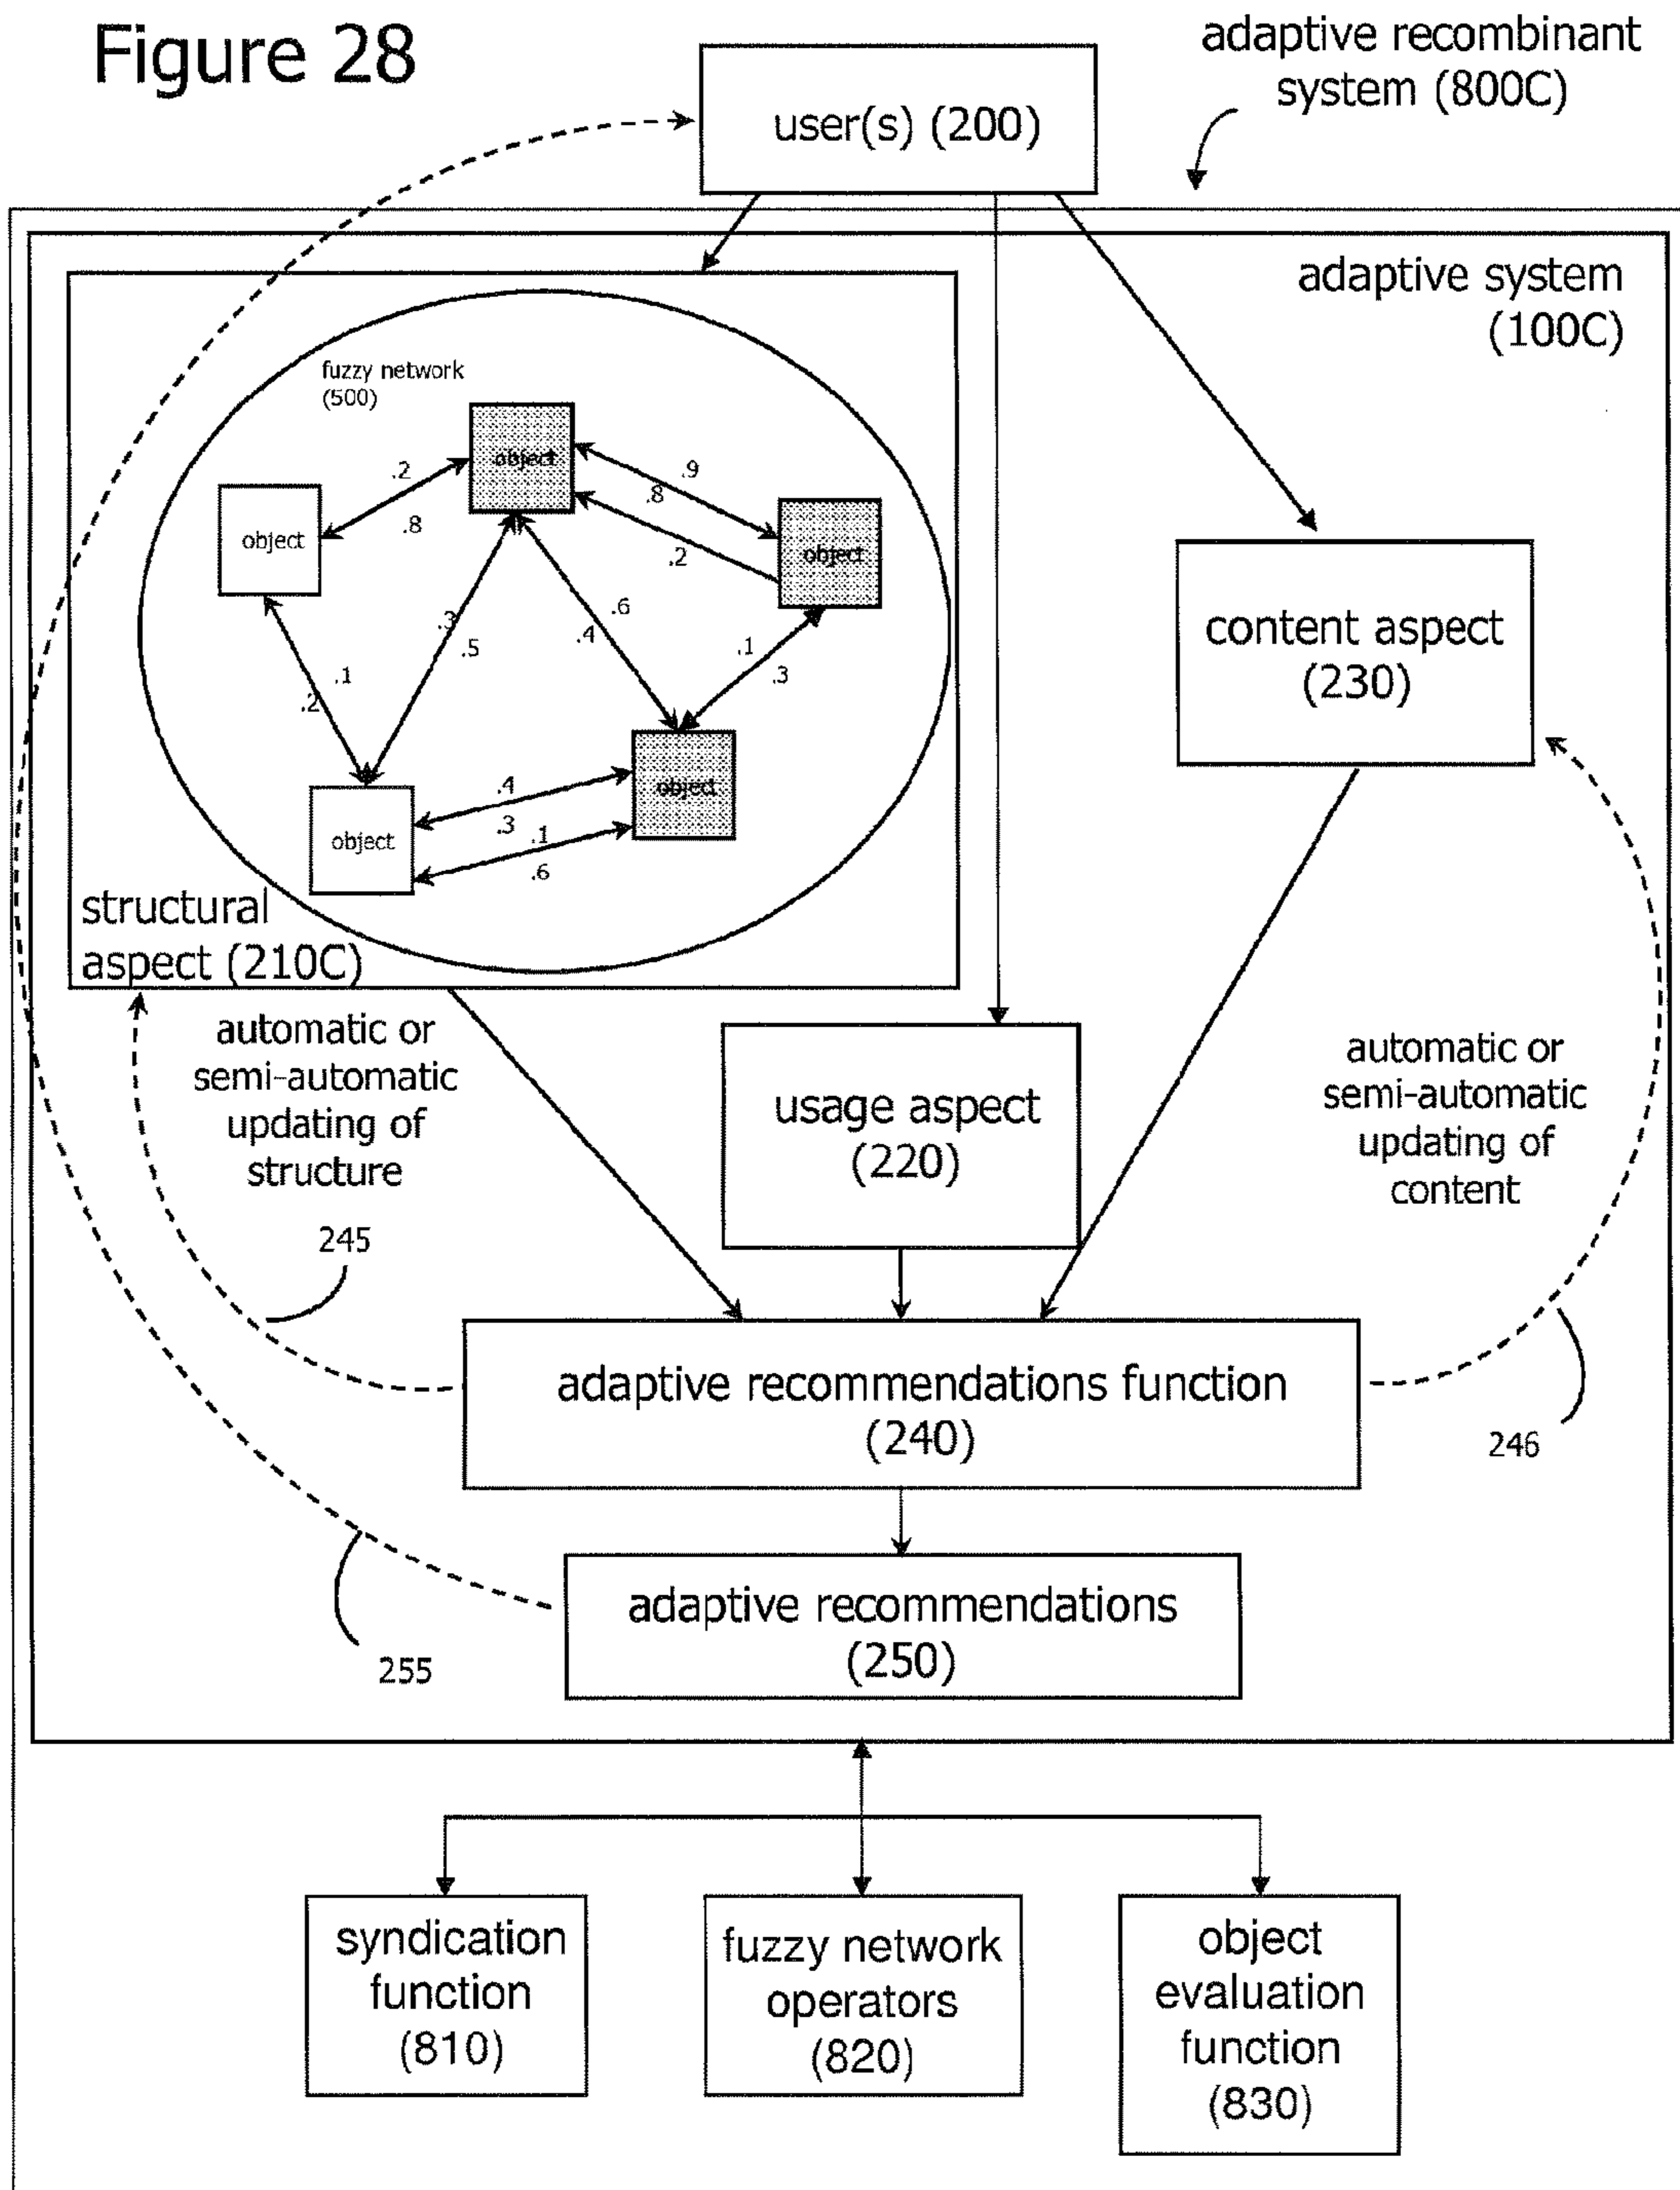 Figure 28
adaptive recombinant
system (800C)
user(s) (200)
adaptive system
(100C)
fuzzy network
(500)
object
.2
.8
object
.9
.8
.2
object
.3
.5
.6
.4
.1
.3
.1
.2
object
.4
.3
.1
.6
object
structural
aspect (210C)
content aspect
(230)
automatic or
semi-automatic
updating of
structure
usage aspect
(220)
automatic or
semi-automatic
updating of
content
245
adaptive recommendations function
(240)
246
adaptive recommendations
(250)
255
syndication
function
(810)
fuzzy network
operators
(820)
object
evaluation
function
(830)